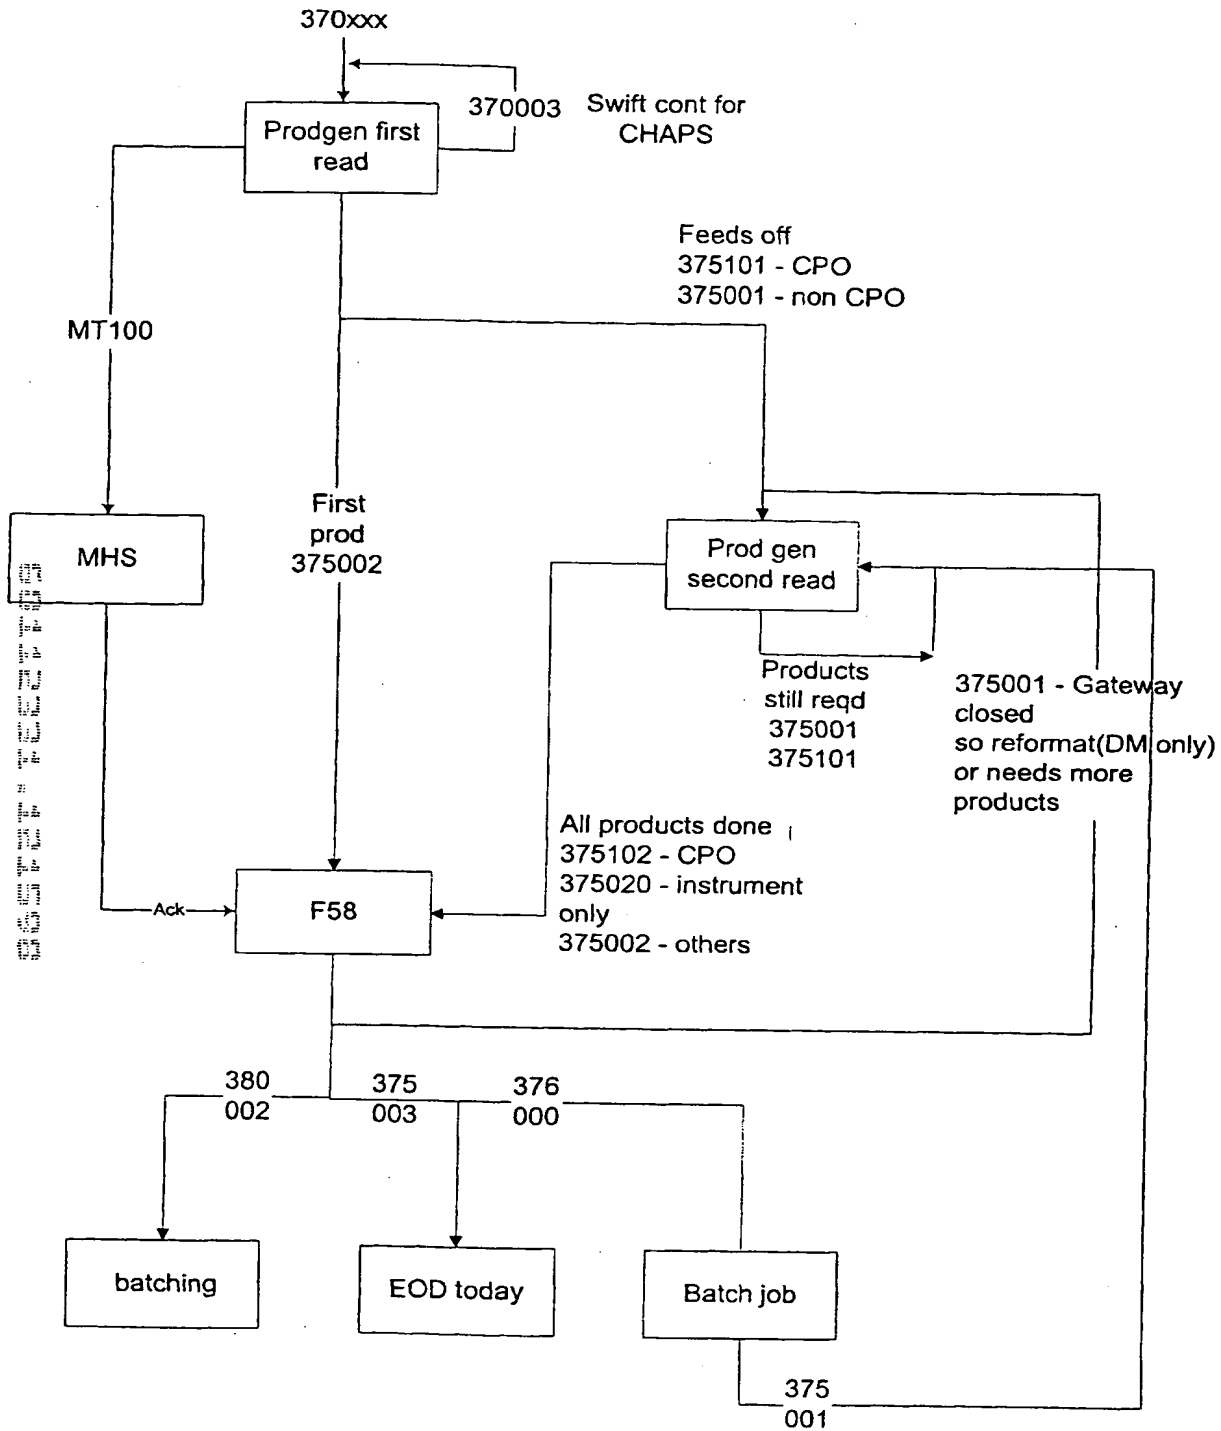 370xxx
370003
Swift cont for
CHAPS
Prodgen first
read
Feeds off
375101 - CPO
375001 - non CPO
MT100
First
prod
375002
MHS
Prod gen
second read
Products
still reqd
375001
375101
375001 - Gateway
closed
so reformat(DM only)
or needs more
products
All products done
375102 - CPO
375020 - instrument
only
375002 - others
Ack
F58
380
002
375
003
376
000
batching
EOD today
Batch job
375
001